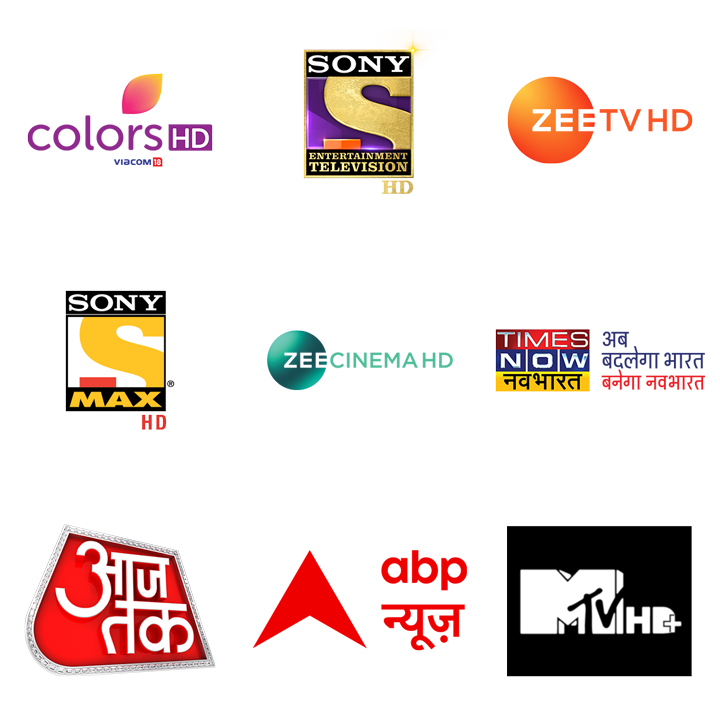 colors HD
VIACOM 18
SONY
ENTERTAINMENT
TELEVISION
HD
ZEE TV HD
SONY
S
MAX
®
HD
ZEE CINEMA HD
TIMES
NOW
नवभारत
अब
बदलेगा भारत
बनेगा नवभारत
आज
तक
abp
न्यूज़
MTV HD+